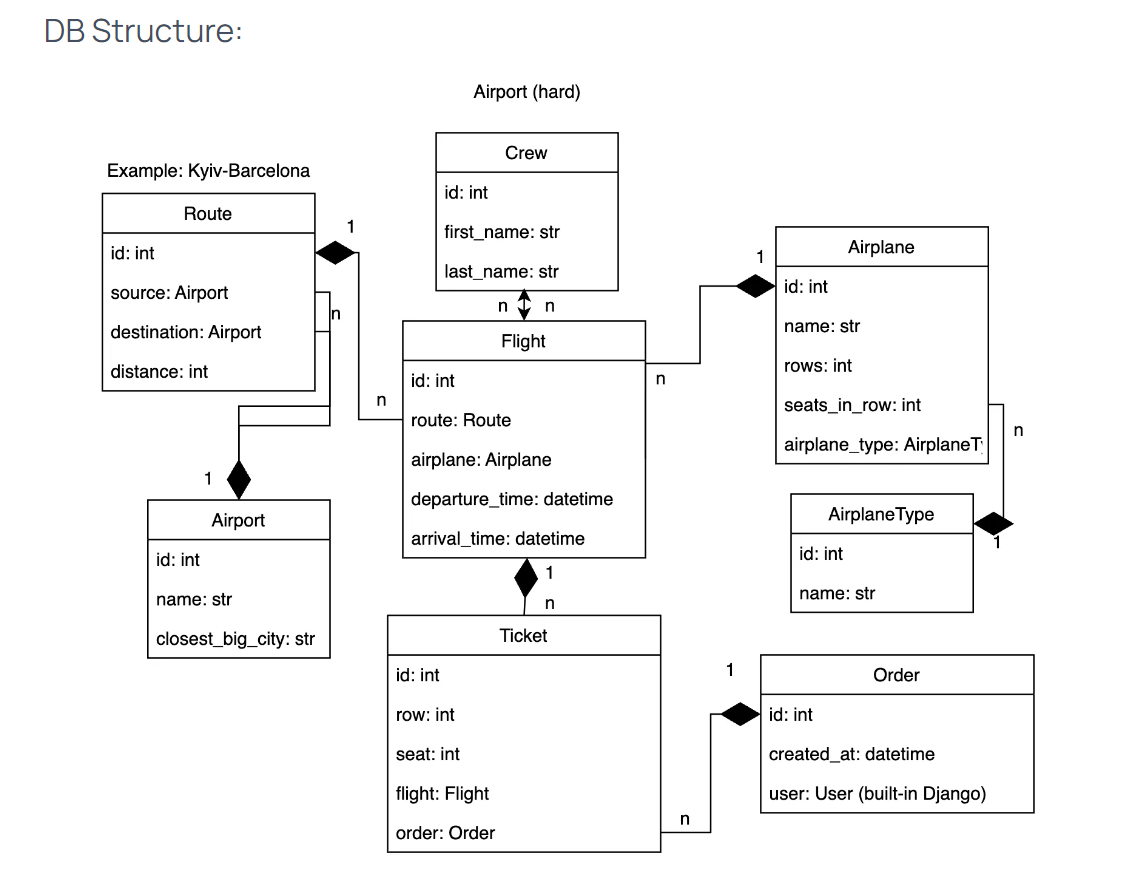 DB Structure:
Airport (hard)
Example: Kyiv-Barcelona
Route
id: int
source: Airport
destination: Airport
distance: int
1
n
n
Crew
id: int
first_name: str
last_name: str
n n
Flight
id: int
route: Route
airplane: Airplane
departure_time: datetime
arrival_time: datetime
1
n
Airplane
id: int
name: str
rows: int
seats_in_row: int
airplane_type: AirplaneTy
n
1
AirplaneType
id: int
name: str
1
Airport
id: int
name: str
closest_big_city: str
1
n
Ticket
id: int
row: int
seat: int
flight: Flight
order: Order
n
1
Order
id: int
created_at: datetime
user: User (built-in Django)